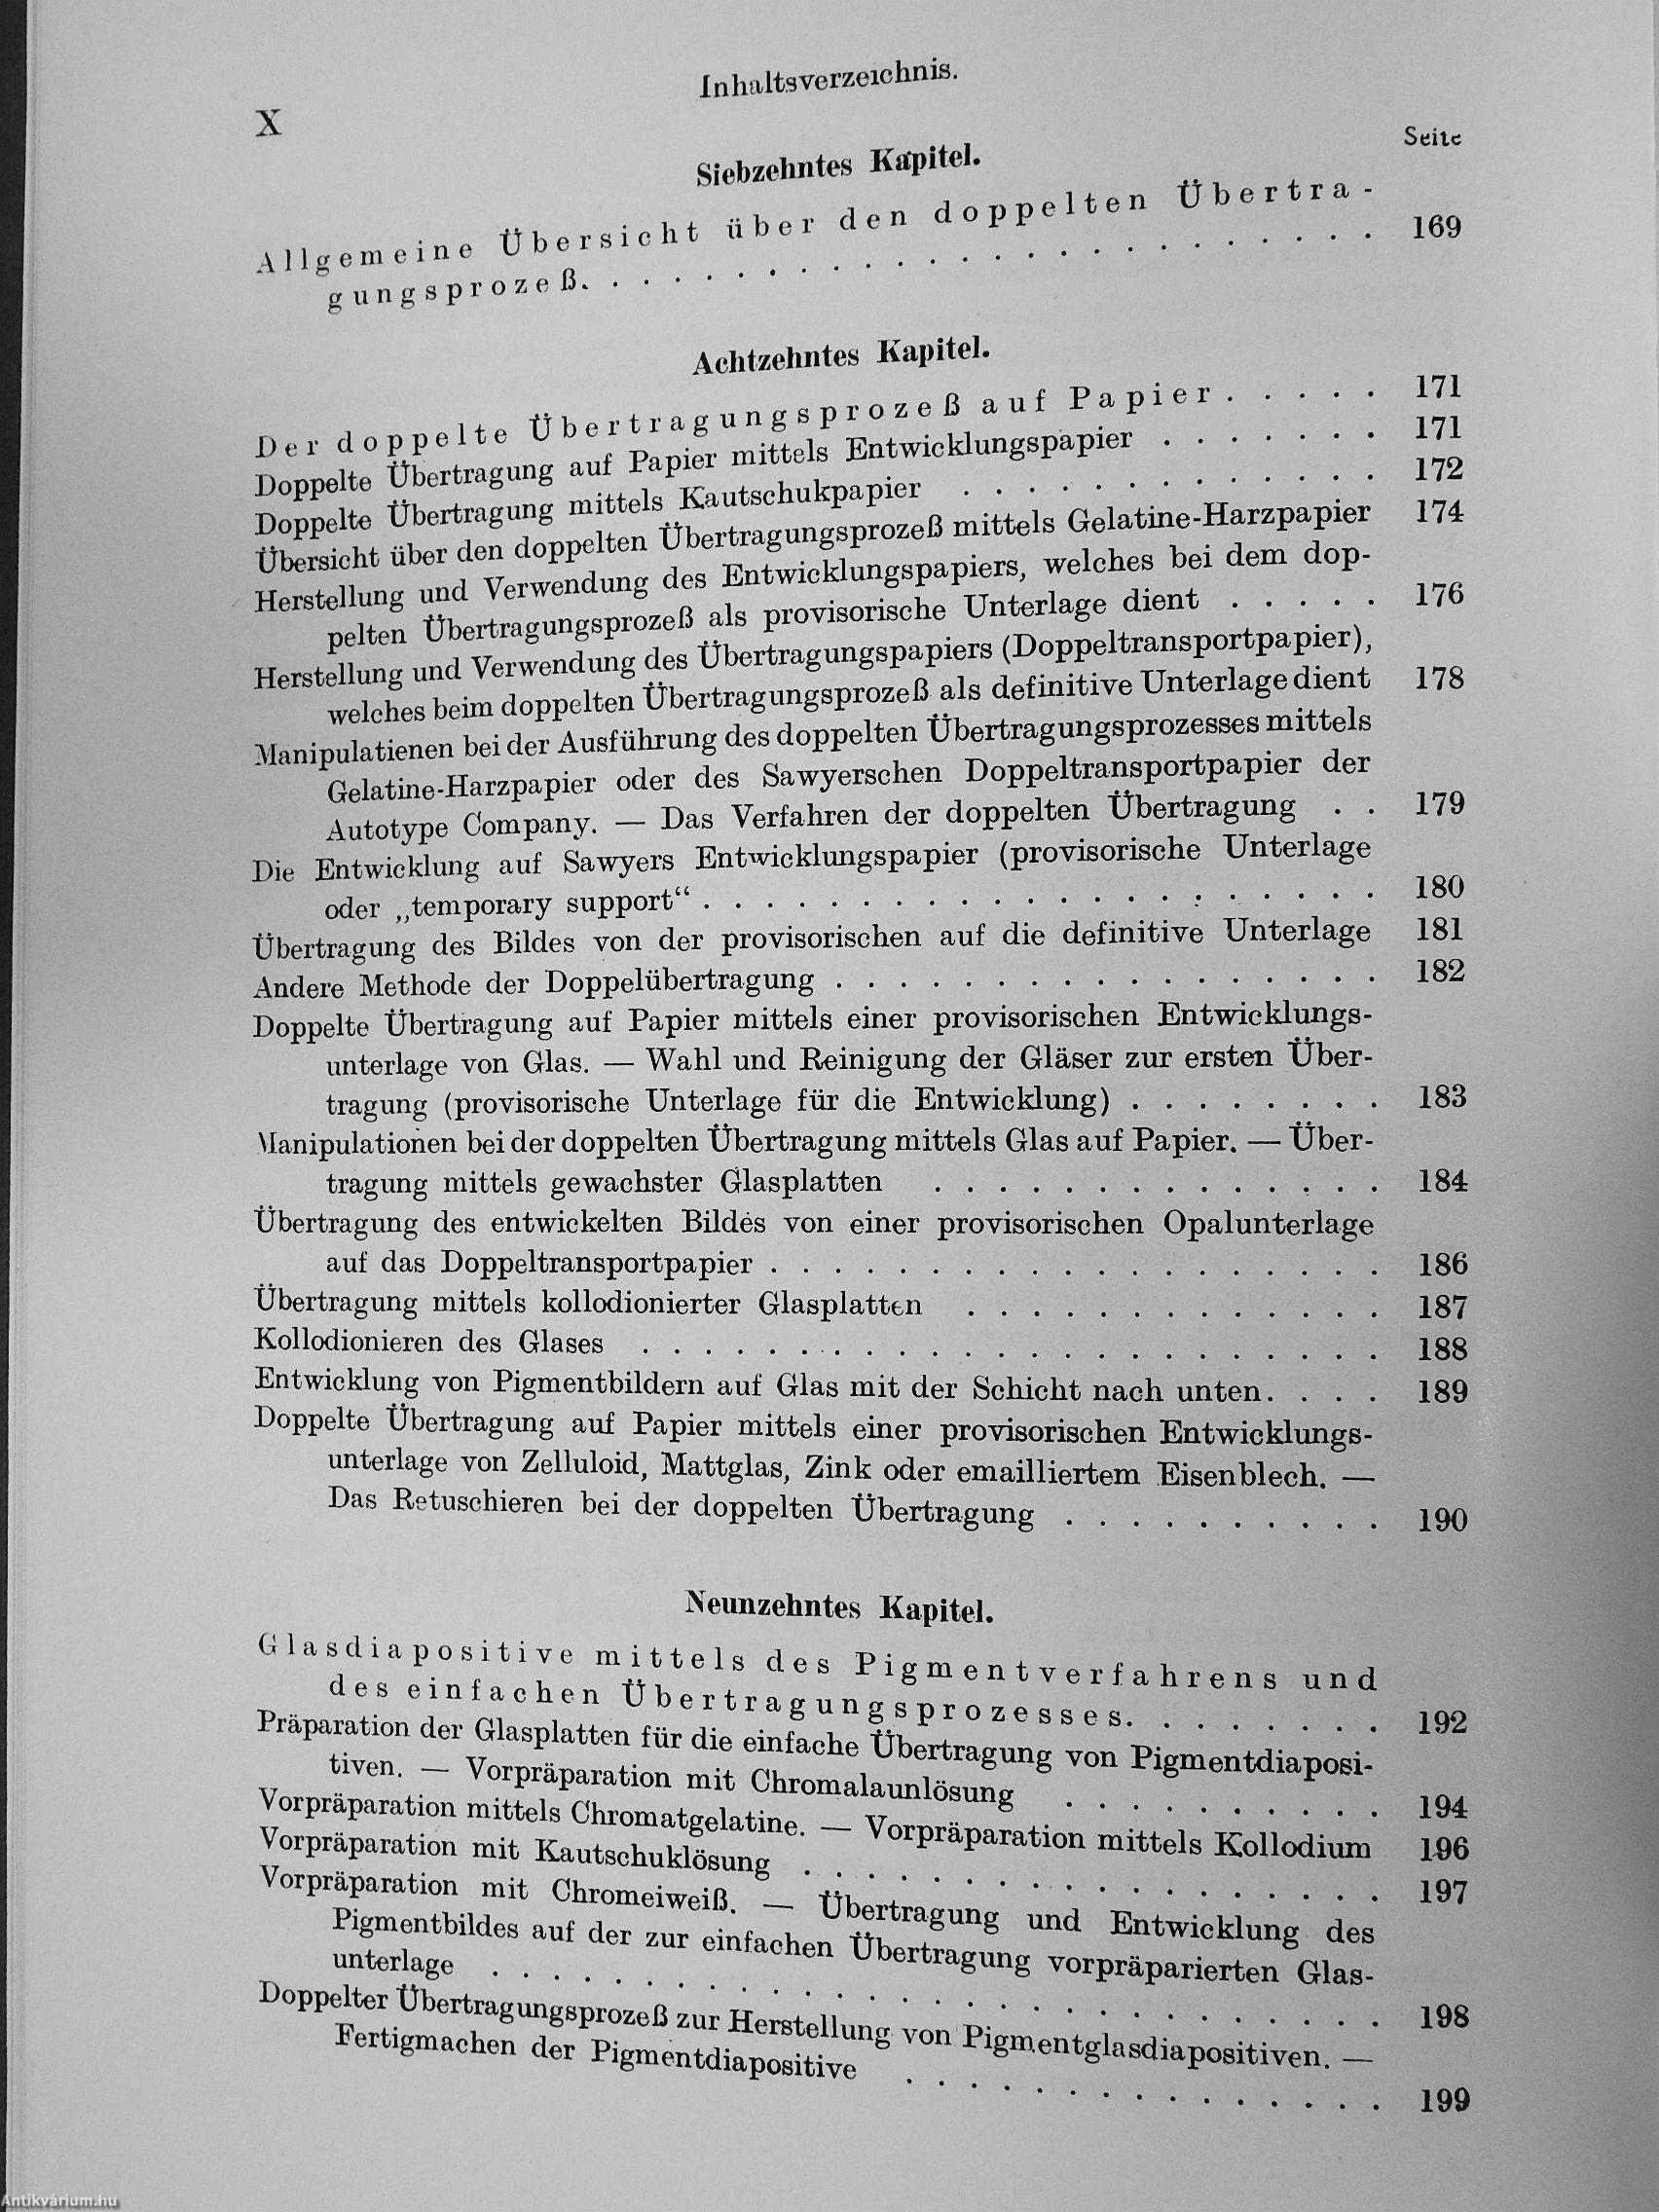 Inhaltsverzeichnis.
X
Seite
Siebzehntes Kapitel.
Allgemeine Übersicht über den doppelten Übertra-
gungsprozeß. . . . . . . . . . . . . . . . . . . . . . . . . 169
Achtzehntes Kapitel.
Der doppelte Übertragungsprozeß auf Papier . . . . . 171
Doppelte Übertragung auf Papier mittels Entwicklungspapier . . . . . . . 171
Doppelte Übertragung mittels Kautschukpapier . . . . . . . . . . . . . 172
Übersicht über den doppelten Übertragungsprozeß mittels Gelatine-Harzpapier 174
Herstellung und Verwendung des Entwicklungspapiers, welches bei dem dop-
pelten Übertragungsprozeß als provisorische Unterlage dient . . . . . 176
Herstellung und Verwendung des Übertragungspapiers (Doppeltransportpapier),
welches beim doppelten Übertragungsprozeß als definitive Unterlage dient 178
Manipulatienen bei der Ausführung des doppelten Übertragungsprozesses mittels
Gelatine-Harzpapier oder des Sawyerschen Doppeltransportpapier der
Autotype Company. — Das Verfahren der doppelten Übertragung . . 179
Die Entwicklung auf Sawyers Entwicklungspapier (provisorische Unterlage
oder „temporary support“ . . . . . . . . . . . . . . . . . . . . . 180
Übertragung des Bildes von der provisorischen auf die definitive Unterlage 181
Andere Methode der Doppelübertragung . . . . . . . . . . . . . . . . . 182
Doppelte Übertragung auf Papier mittels einer provisorischen Entwicklungs-
unterlage von Glas. — Wahl und Reinigung der Gläser zur ersten Über-
tragung (provisorische Unterlage für die Entwicklung) . . . . . . . . 183
Manipulationen bei der doppelten Übertragung mittels Glas auf Papier. — Über-
tragung mittels gewachster Glasplatten . . . . . . . . . . . . . . 184
Übertragung des entwickelten Bildes von einer provisorischen Opalunterlage
auf das Doppeltransportpapier . . . . . . . . . . . . . . . . . . . 186
Übertragung mittels kollodionierter Glasplatten . . . . . . . . . . . . . 187
Kollodionieren des Glases . . . . . . . . . . . . . . . . . . . . . . . 188
Entwicklung von Pigmentbildern auf Glas mit der Schicht nach unten. . . . 189
Doppelte Übertragung auf Papier mittels einer provisorischen Entwicklungs-
unterlage von Zelluloid, Mattglas, Zink oder emailliertem Eisenblech. —
Das Retuschieren bei der doppelten Übertragung . . . . . . . . . . 190
Neunzehntes Kapitel.
Glasdiapositive mittels des Pigmentverfahrens und
des einfachen Übertragungsprozesses. . . . . . . . 192
Präparation der Glasplatten für die einfache Übertragung von Pigmentdiaposi-
tiven. — Vorpräparation mit Chromalaunlösung . . . . . . . . . . 194
Vorpräparation mittels Chromatgelatine. — Vorpräparation mittels Kollodium 196
Vorpräparation mit Kautschuklösung . . . . . . . . . . . . . . . . . . 197
Vorpräparation mit Chromeiweiß. — Übertragung und Entwicklung des
Pigmentbildes auf der zur einfachen Übertragung vorpräparierten Glas-
unterlage . . . . . . . . . . . . . . . . . . . . . . . . . . . . 198
Doppelter Übertragungsprozeß zur Herstellung von Pigmentglasdiapositiven. —
Fertigmachen der Pigmentdiapositive . . . . . . . . . . . . . . . 199
Antikvárium.hu